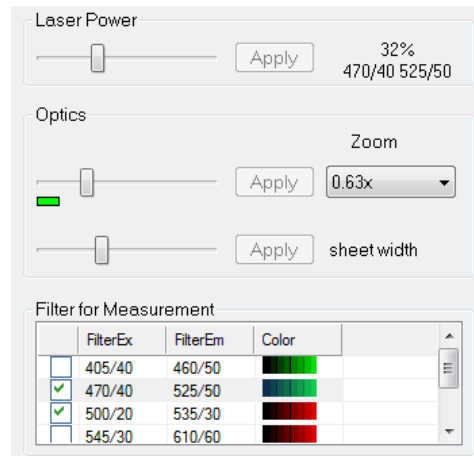 Laser Power
Apply
32%
470/40 525/50
Optics
Zoom
Apply
0.63x
Apply
sheet width
Filter for Measurement
FilterEx FilterEm Color
405/40 460/50
470/40 525/50
500/20 535/30
545/30 610/60